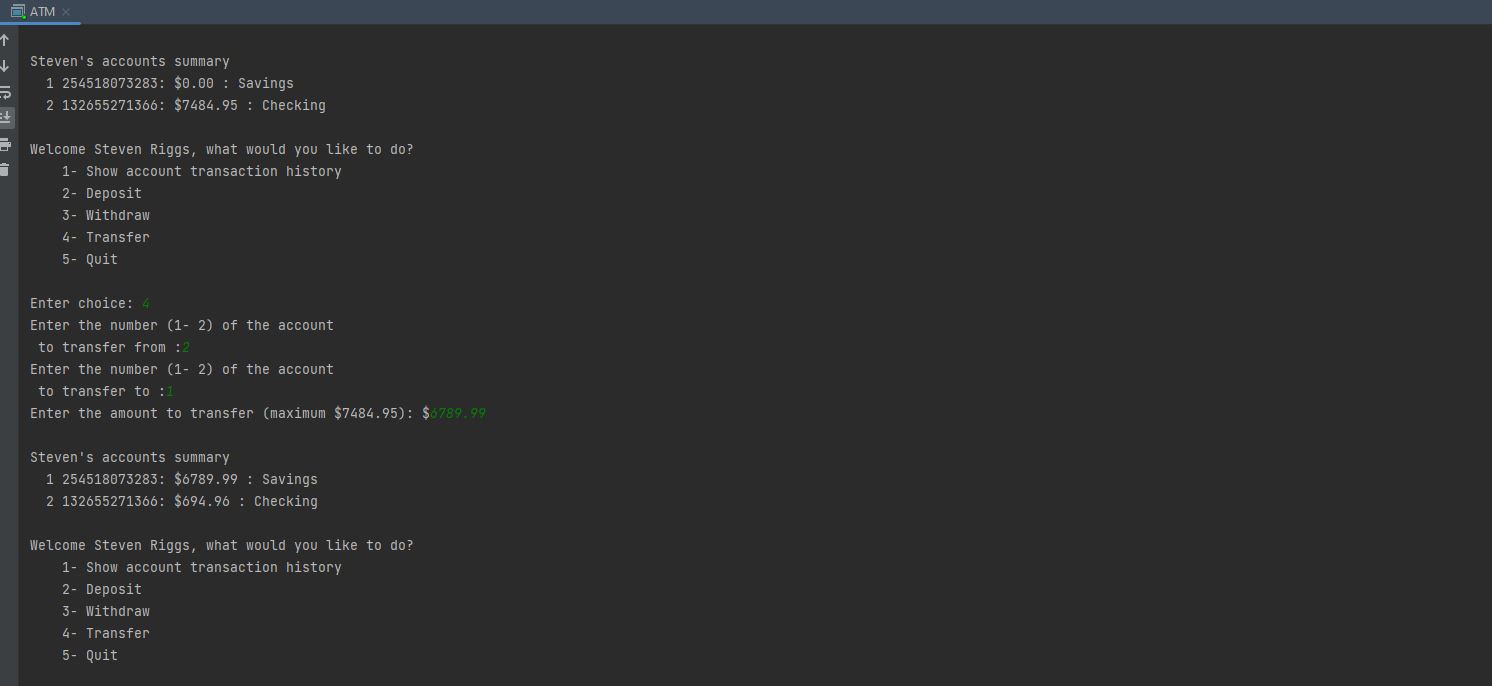 ATM
Steven's accounts summary
1 254518073283: $0.00 : Savings
2 132655271366: $7484.95 : Checking
Welcome Steven Riggs, what would you like to do?
1- Show account transaction history
2- Deposit
3- Withdraw
4- Transfer
5- Quit
Enter choice: 4
Enter the number (1- 2) of the account
to transfer from :2
Enter the number (1- 2) of the account
to transfer to :1
Enter the amount to transfer (maximum $7484.95): $6789.99
Steven's accounts summary
1 254518073283: $6789.99 : Savings
2 132655271366: $694.96 : Checking
Welcome Steven Riggs, what would you like to do?
1- Show account transaction history
2- Deposit
3- Withdraw
4- Transfer
5- Quit